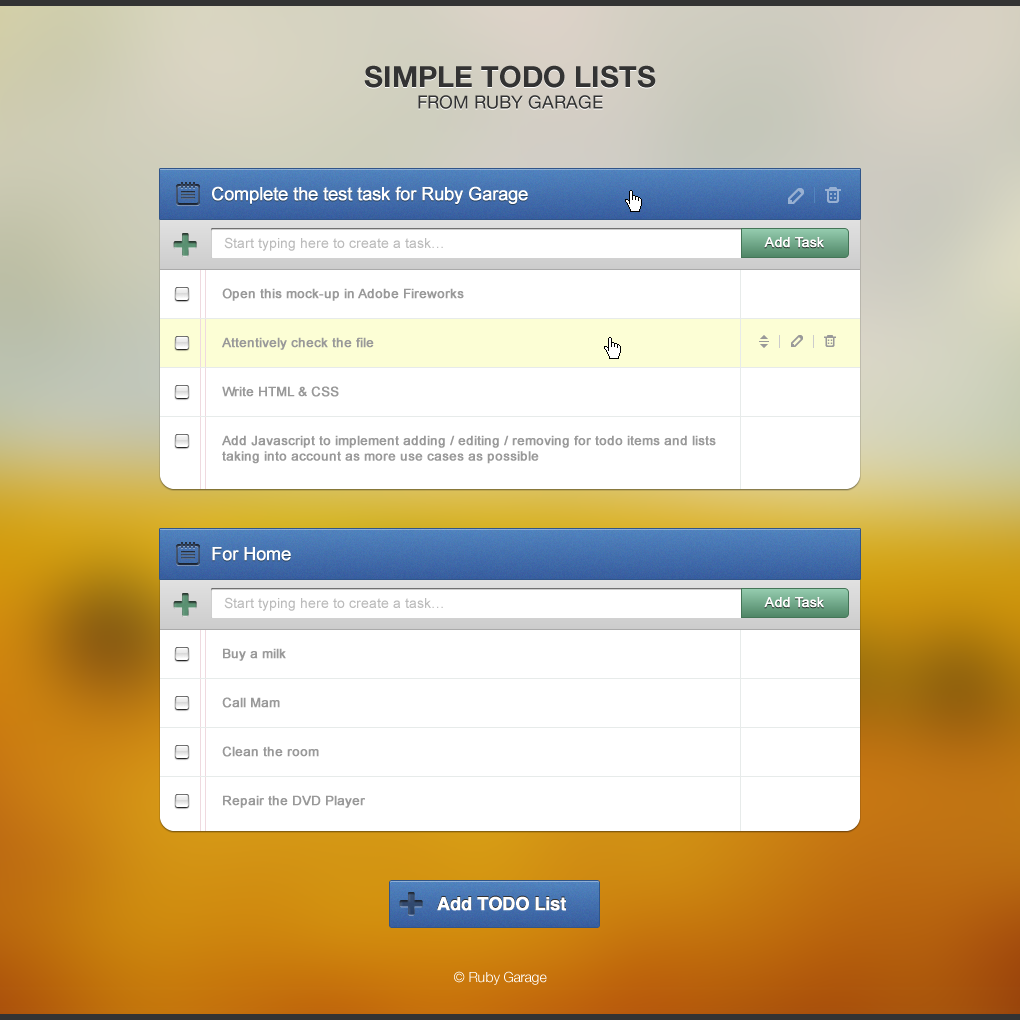 SIMPLE TODO LISTS
FROM RUBY GARAGE
Complete the test task for Ruby Garage
Start typing here to create a task...
Add Task
Open this mock-up in Adobe Fireworks
Attentively check the file
Write HTML & CSS
Add Javascript to implement adding / editing / removing for todo items and lists
taking into account as more use cases as possible
For Home
Start typing here to create a task...
Add Task
Buy a milk
Call Mam
Clean the room
Repair the DVD Player
Add TODO List
© Ruby Garage